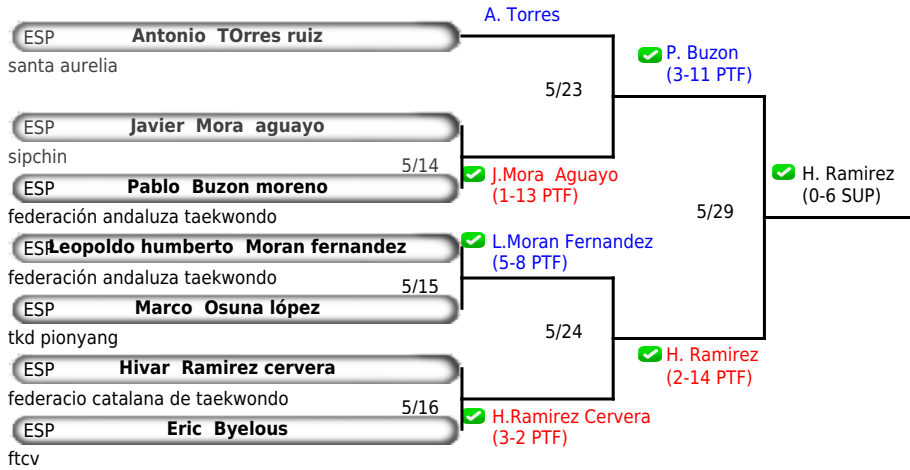 A. Torres
ESP Antonio TOrres ruiz
santa aurelia
P. Buzon
(3-11 PTF)
5/23
ESP Javier Mora aguayo
sipchin
5/14
J.Mora Aguayo
(1-13 PTF)
H. Ramirez
(0-6 SUP)
ESP Pablo Buzon moreno
federación andaluza taekwondo
5/29
ESP Leopoldo humberto Moran fernandez
federación andaluza taekwondo
L.Moran Fernandez
(5-8 PTF)
5/15
ESP Marco Osuna lópez
tkd pionyang
5/24
H. Ramirez
(2-14 PTF)
ESP Hivar Ramirez cervera
federacio catalana de taekwondo
5/16
H.Ramirez Cervera
(3-2 PTF)
ESP Eric Byelous
ftcv